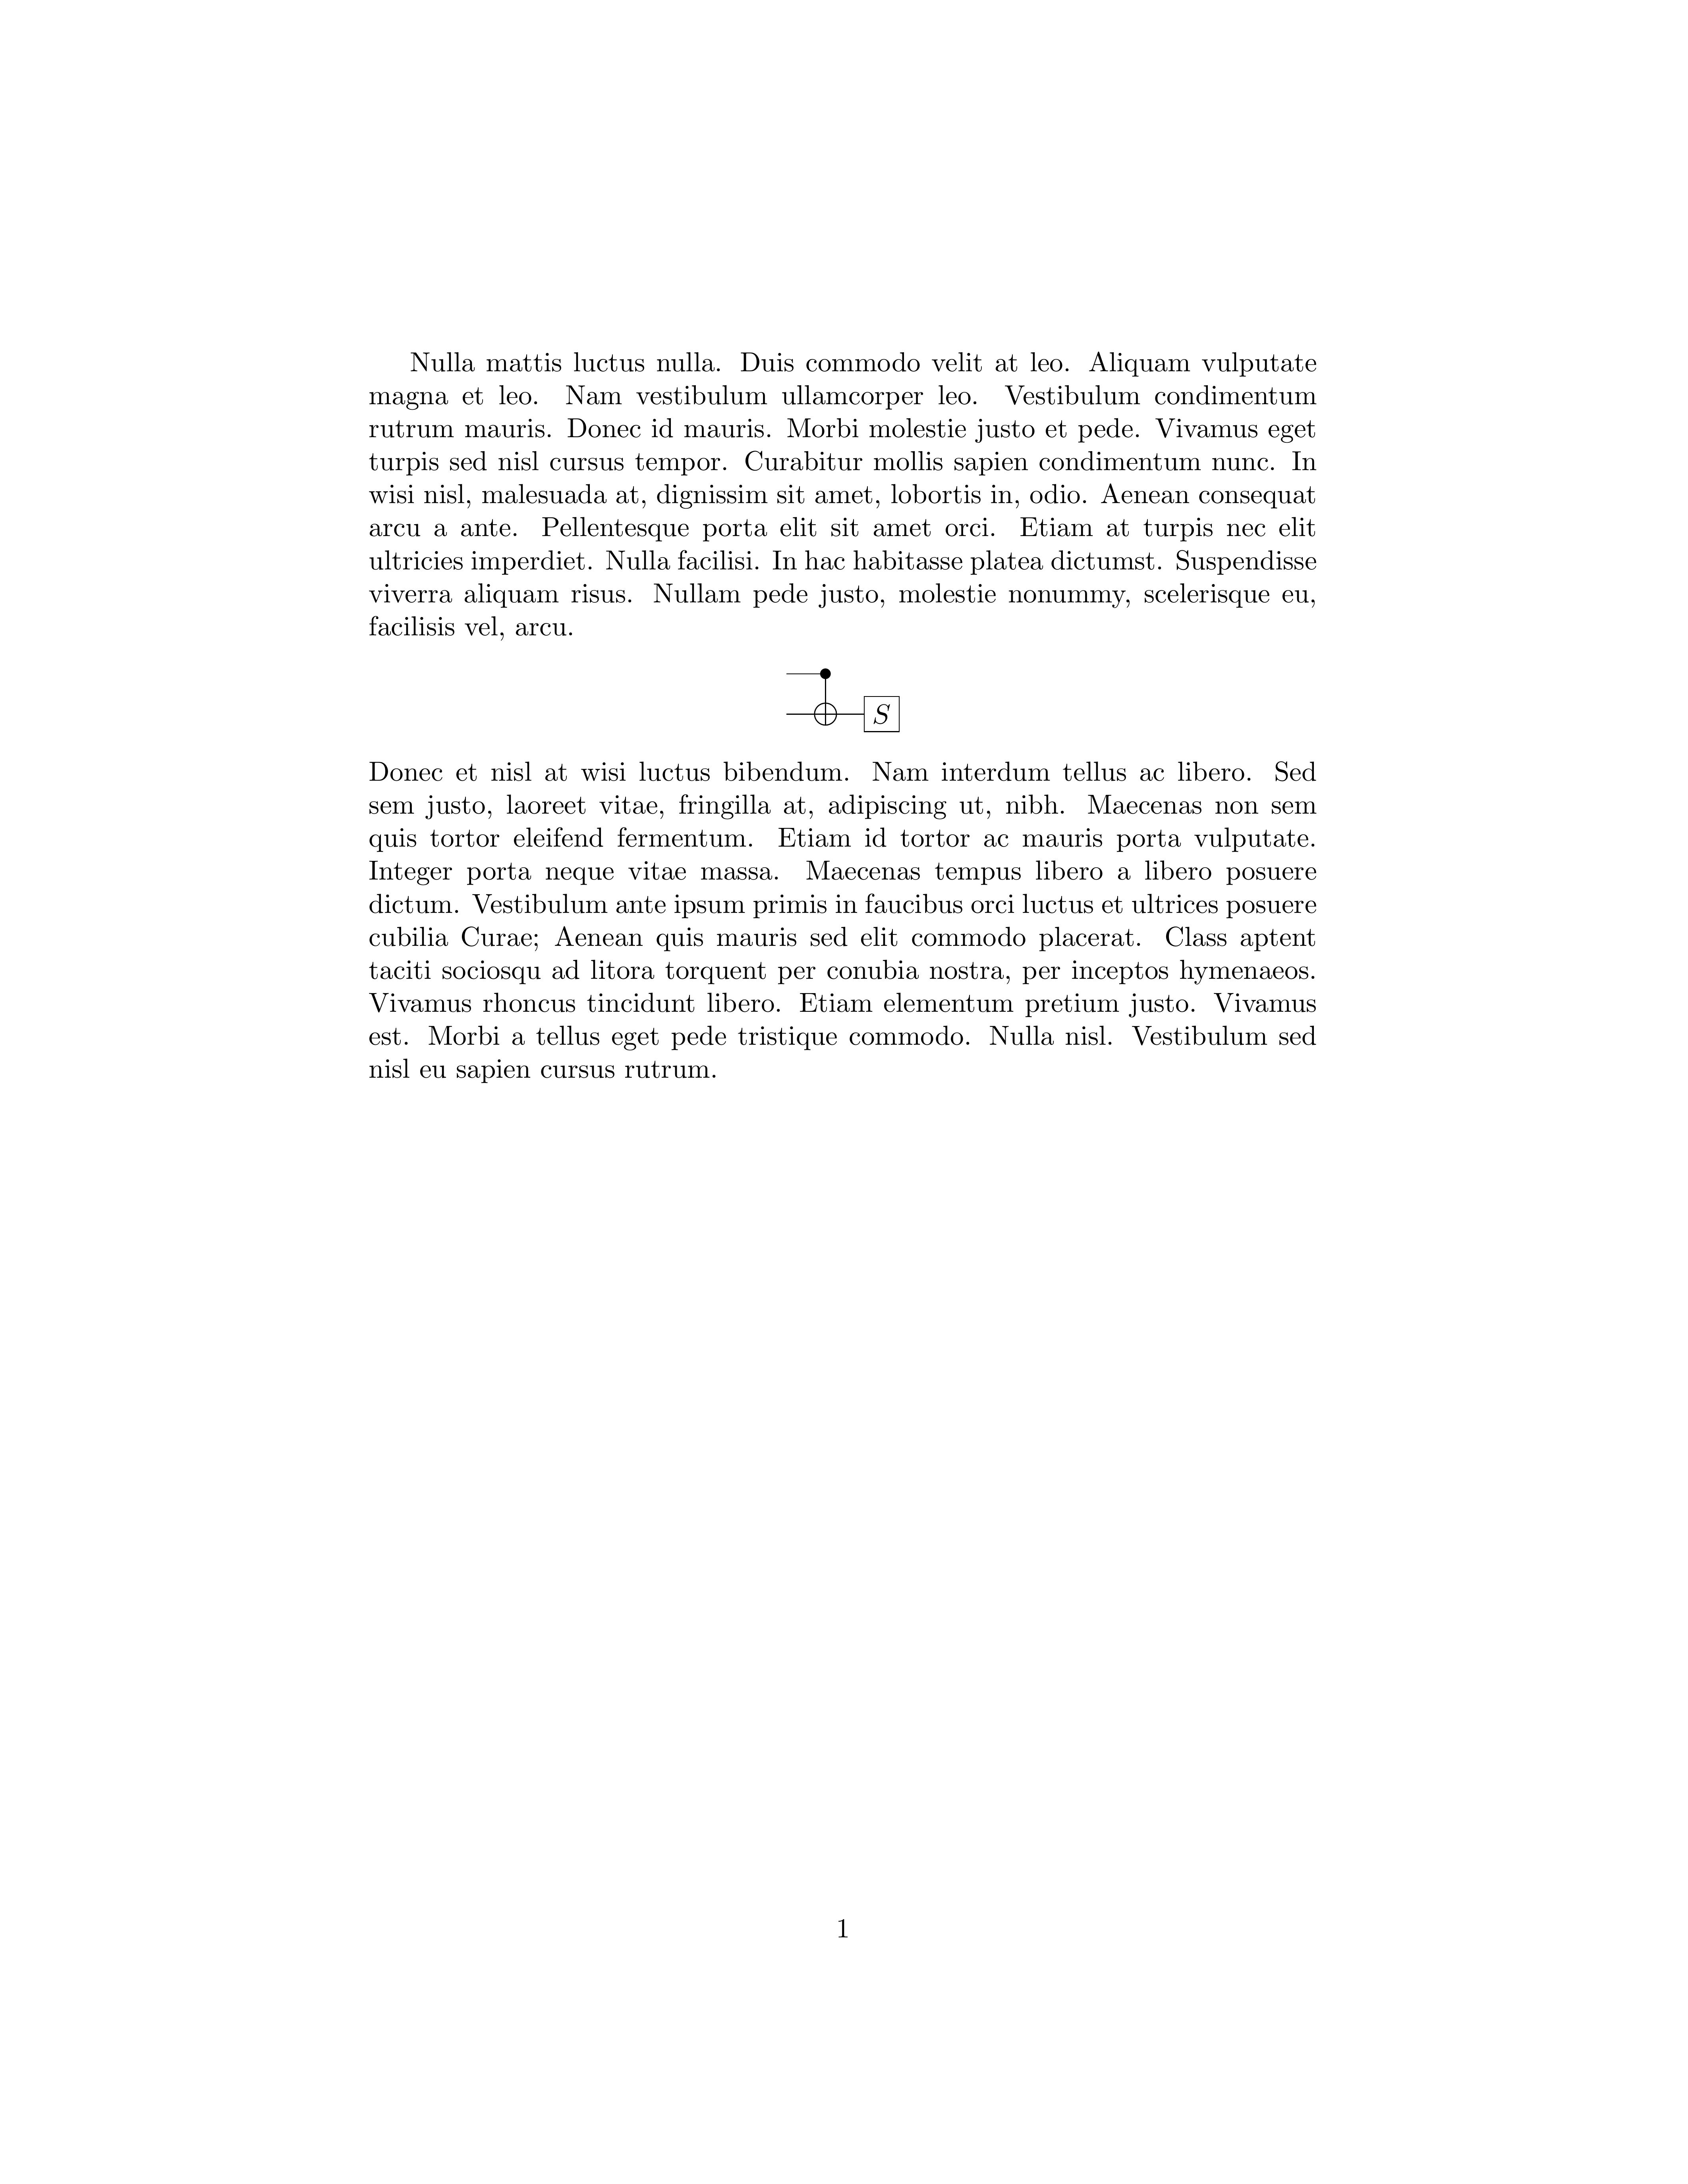 Nulla mattis luctus nulla. Duis commodo velit at leo. Aliquam vulputate
magna et leo. Nam vestibulum ullamcorper leo. Vestibulum condimentum
rutrum mauris. Donec id mauris. Morbi molestie justo et pede. Vivamus eget
turpis sed nisl cursus tempor. Curabitur mollis sapien condimentum nunc. In
wisi nisl, malesuada at, dignissim sit amet, lobortis in, odio. Aenean consequat
arcu a ante. Pellentesque porta elit sit amet orci. Etiam at turpis nec elit
ultricies imperdiet. Nulla facilisi. In hac habitasse platea dictumst. Suspendisse
viverra aliquam risus. Nullam pede justo, molestie nonummy, scelerisque eu,
facilisis vel, arcu.
S
Donec et nisl at wisi luctus bibendum. Nam interdum tellus ac libero. Sed
sem justo, laoreet vitae, fringilla at, adipiscing ut, nibh. Maecenas non sem
quis tortor eleifend fermentum. Etiam id tortor ac mauris porta vulputate.
Integer porta neque vitae massa. Maecenas tempus libero a libero posuere
dictum. Vestibulum ante ipsum primis in faucibus orci luctus et ultrices posuere
cubilia Curae; Aenean quis mauris sed elit commodo placerat. Class aptent
taciti sociosqu ad litora torquent per conubia nostra, per inceptos hymenaeos.
Vivamus rhoncus tincidunt libero. Etiam elementum pretium justo. Vivamus
est. Morbi a tellus eget pede tristique commodo. Nulla nisl. Vestibulum sed
nisl eu sapien cursus rutrum.
1